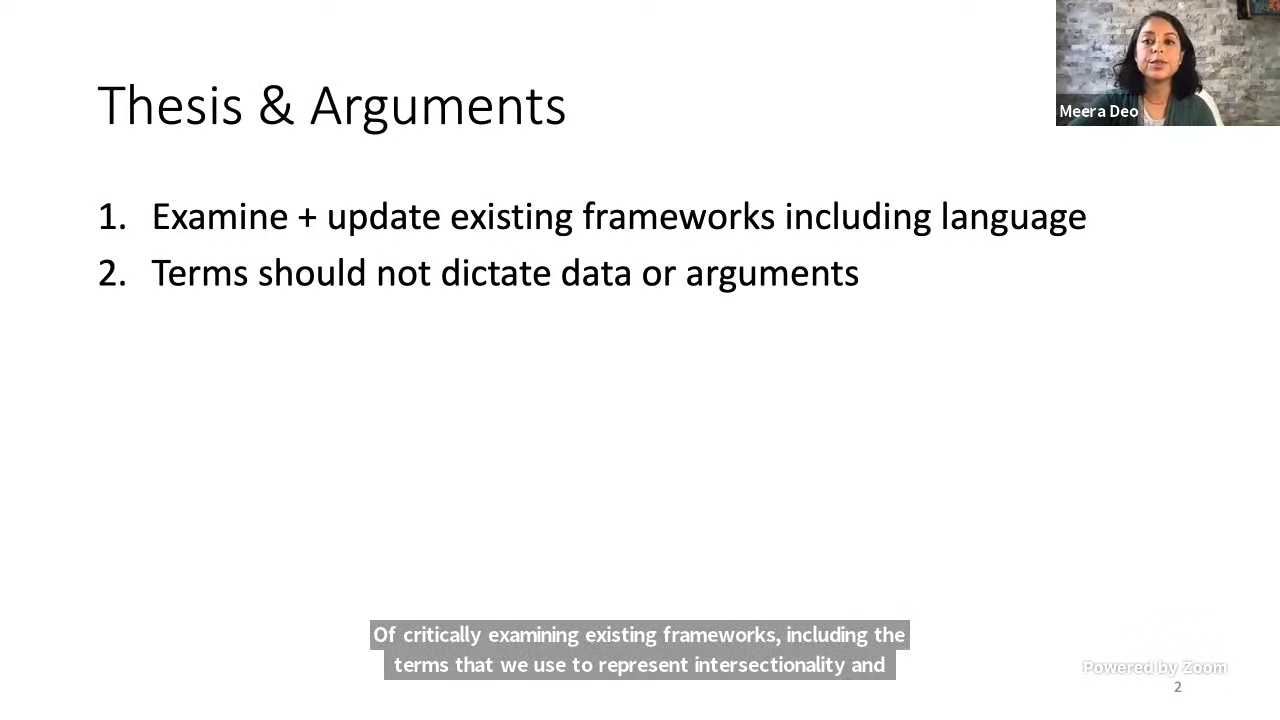 Thesis & Arguments
Meera Deo
1. Examine + update existing frameworks including language
2. Terms should not dictate data or arguments
Of critically examining existing frameworks, including the
terms that we use to represent intersectionality and
Powered by Zoom
2